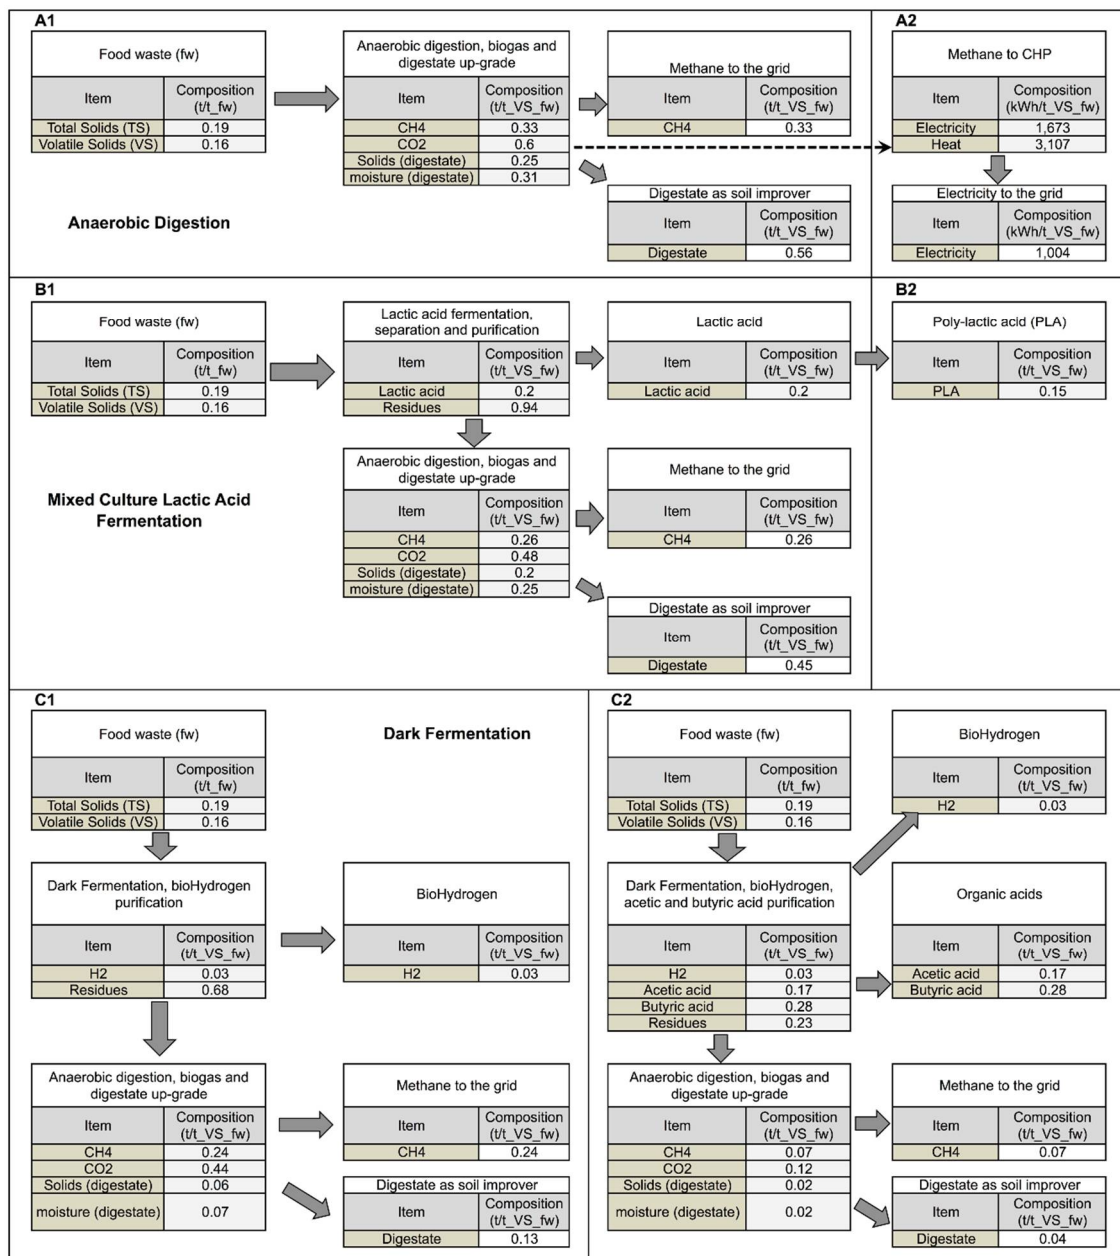 A1
Food waste (fw)
Item
Composition
(t/t_fw)
Total Solids (TS) 0.19
Volatile Solids (VS) 0.16
Anaerobic digestion, biogas and
digestate up-grade
Item
Composition
(t/t_VS_fw)
CH4 0.33
CO2 0.6
Solids (digestate) 0.25
moisture (digestate) 0.31
Methane to the grid
Item
Composition
(t/t_VS_fw)
CH4 0.33
Digestate as soil improver
Item
Composition
(t/t_VS_fw)
Digestate 0.56
Anaerobic Digestion
A2
Methane to CHP
Item
Composition
(kWh/t_VS_fw)
Electricity 1,673
Heat 3,107
Electricity to the grid
Item
Composition
(kWh/t_VS_fw)
Electricity 1,004
B1
Food waste (fw)
Item
Composition
(t/t_fw)
Total Solids (TS) 0.19
Volatile Solids (VS) 0.16
Lactic acid fermentation,
separation and purification
Item
Composition
(t/t_VS_fw)
Lactic acid 0.2
Residues 0.94
Lactic acid
Item
Composition
(t/t_VS_fw)
Lactic acid 0.2
Mixed Culture Lactic Acid
Fermentation
Anaerobic digestion, biogas and
digestate up-grade
Item
Composition
(t/t_VS_fw)
CH4 0.26
CO2 0.48
Solids (digestate) 0.2
moisture (digestate) 0.25
Methane to the grid
Item
Composition
(t/t_VS_fw)
CH4 0.26
Digestate as soil improver
Item
Composition
(t/t_VS_fw)
Digestate 0.45
B2
Poly-lactic acid (PLA)
Item
Composition
(t/t_VS_fw)
PLA 0.15
C1
Food waste (fw)
Item
Composition
(t/t_fw)
Total Solids (TS) 0.19
Volatile Solids (VS) 0.16
Dark Fermentation
Dark Fermentation, bioHydrogen
purification
Item
Composition
(t/t_VS_fw)
H2 0.03
Residues 0.68
BioHydrogen
Item
Composition
(t/t_VS_fw)
H2 0.03
Anaerobic digestion, biogas and
digestate up-grade
Item
Composition
(t/t_VS_fw)
CH4 0.24
CO2 0.44
Solids (digestate) 0.06
moisture (digestate) 0.07
Methane to the grid
Item
Composition
(t/t_VS_fw)
CH4 0.24
Digestate as soil improver
Item
Composition
(t/t_VS_fw)
Digestate 0.13
C2
Food waste (fw)
Item
Composition
(t/t_fw)
Total Solids (TS) 0.19
Volatile Solids (VS) 0.16
BioHydrogen
Item
Composition
(t/t_VS_fw)
H2 0.03
Dark Fermentation, bioHydrogen,
acetic and butyric acid purification
Item
Composition
(t/t_VS_fw)
H2 0.03
Acetic acid 0.17
Butyric acid 0.28
Residues 0.23
Organic acids
Item
Composition
(t/t_VS_fw)
Acetic acid 0.17
Butyric acid 0.28
Anaerobic digestion, biogas and
digestate up-grade
Item
Composition
(t/t_VS_fw)
CH4 0.07
CO2 0.12
Solids (digestate) 0.02
moisture (digestate) 0.02
Methane to the grid
Item
Composition
(t/t_VS_fw)
CH4 0.07
Digestate as soil improver
Item
Composition
(t/t_VS_fw)
Digestate 0.04